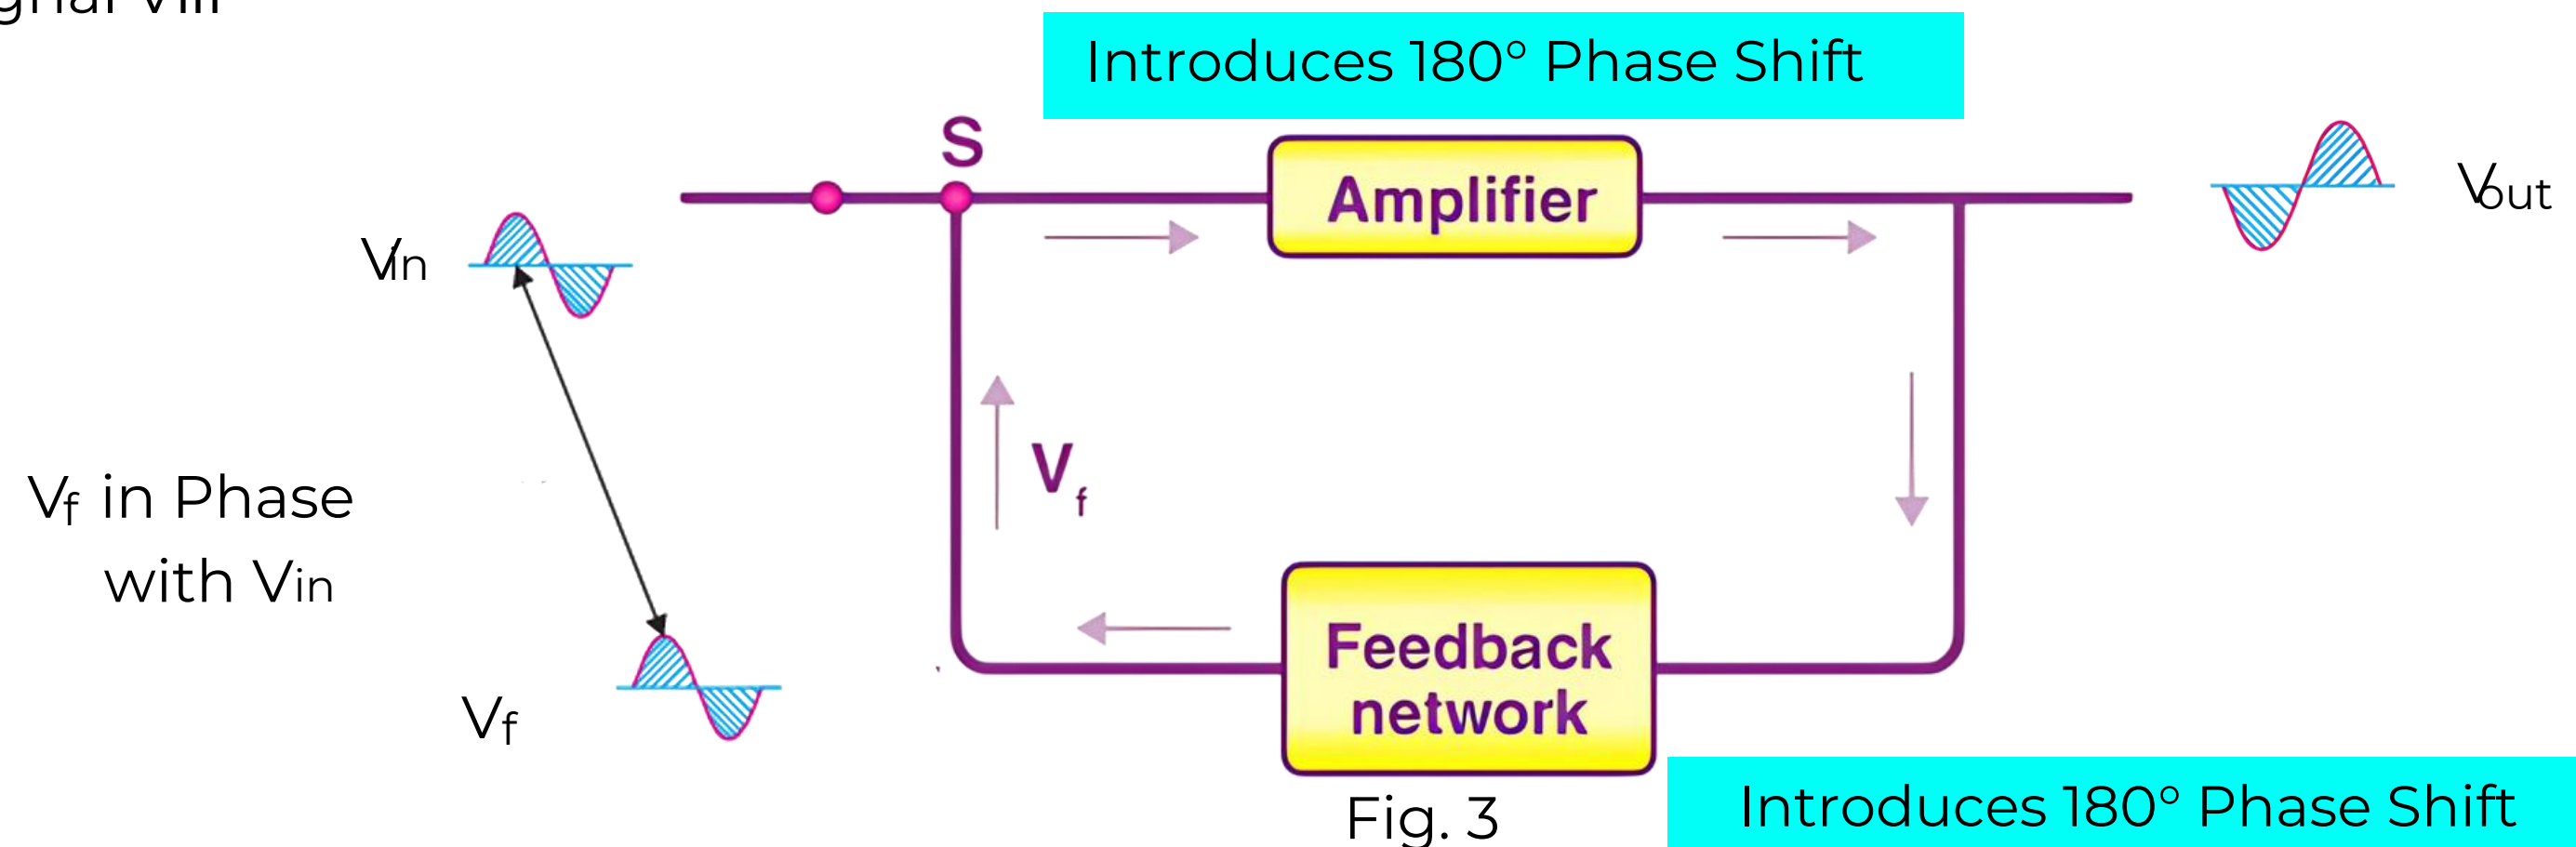 Introduces 180° Phase Shift
S
Amplifier
Vout
Vin
Vf
Vf in Phase
with Vin
Feedback
network
Vf
Introduces 180° Phase Shift
Fig. 3